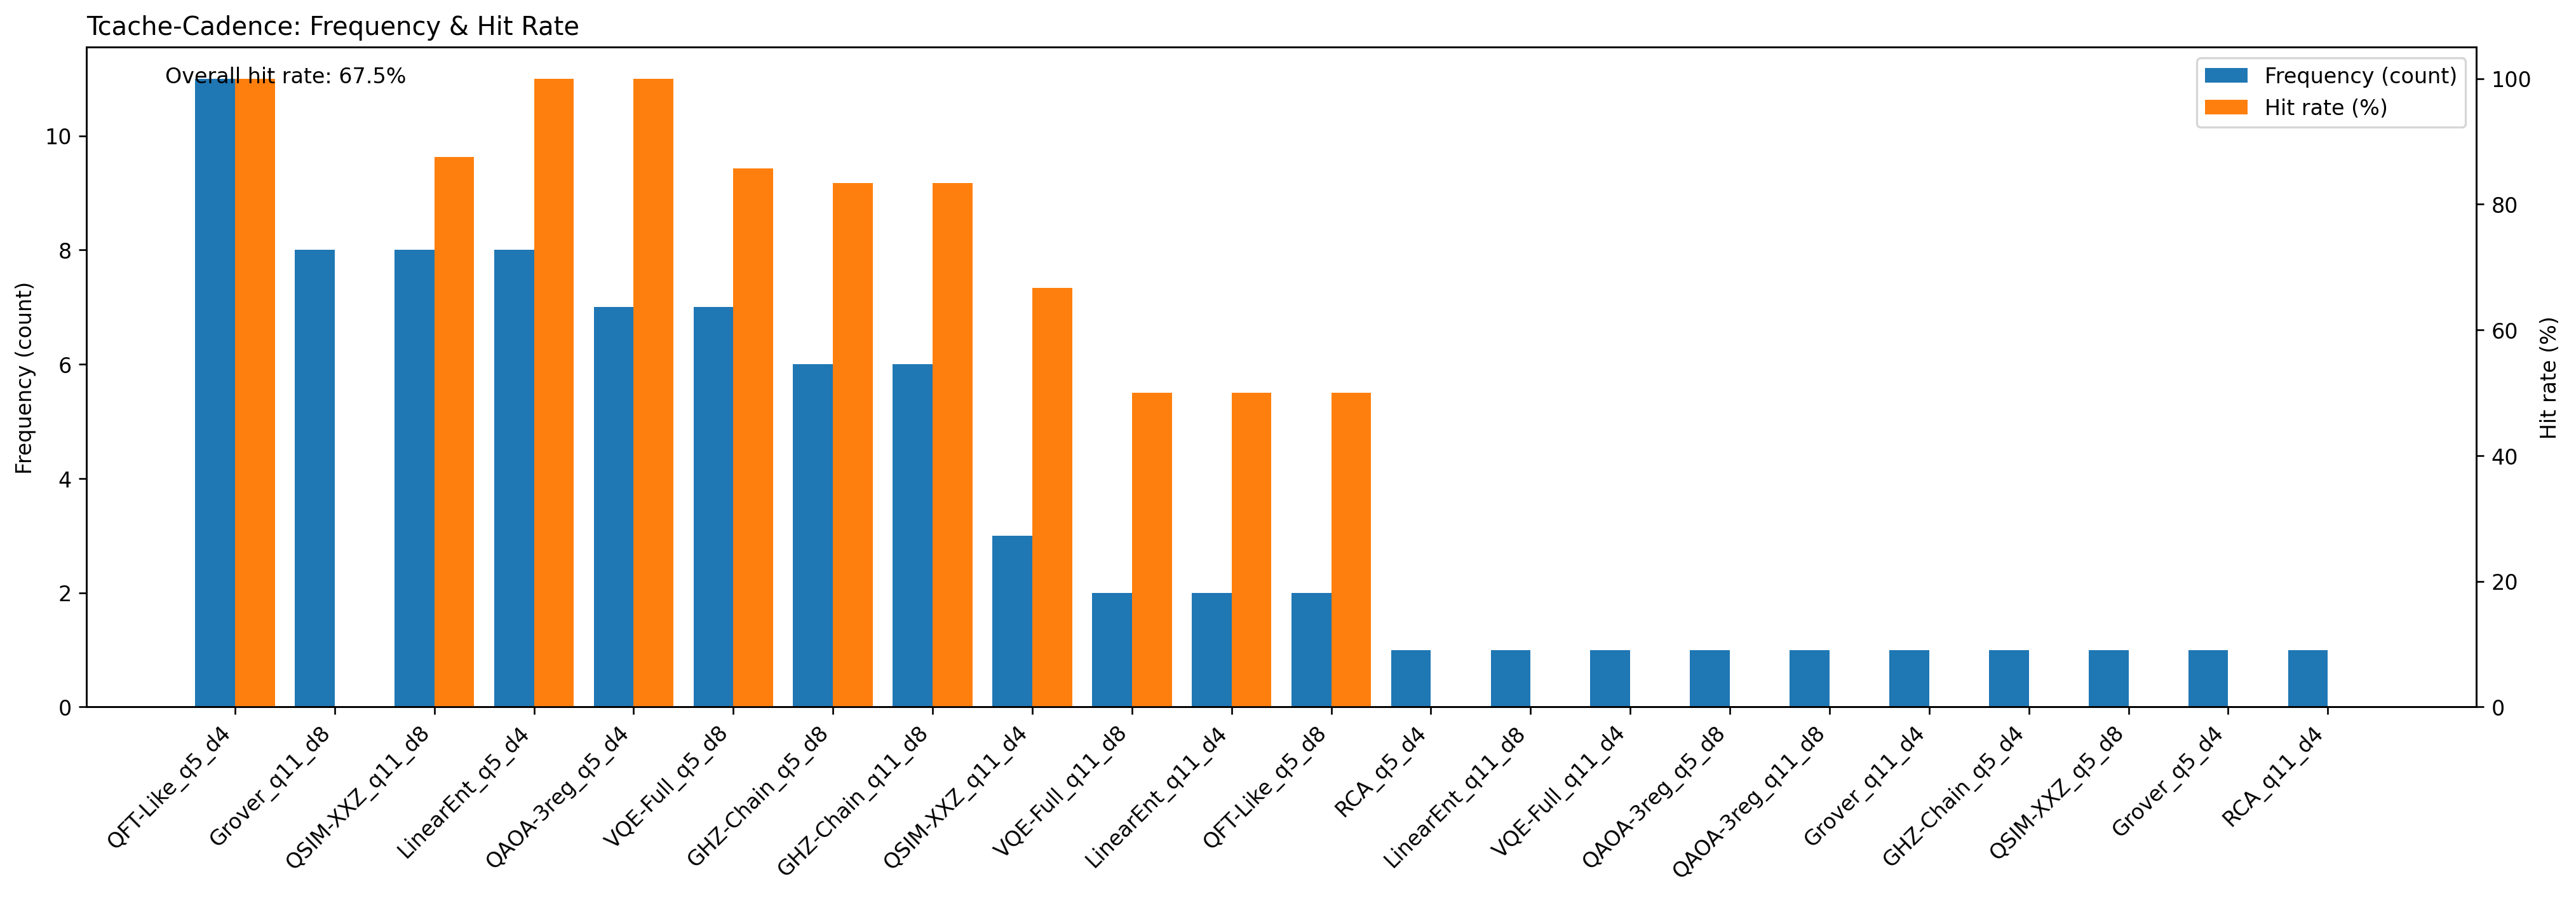 Tcache-Cadence: Frequency & Hit Rate
Overall hit rate: 67.5%
Frequency (count)
Hit rate (%)
Frequency (count)
10
8
6
4
2
0
100
80
60
40
20
0
Hit rate (%)
QFT-Like_q5_d4
Grover_q11_d8
QSIM-XXZ_q11_d8
LinearEnt_q5_d4
QAOA-3reg_q5_d4
VQE-Full_q5_d8
GHZ-Chain_q5_d8
GHZ-Chain_q11_d8
QSIM-XXZ_q11_d4
VQE-Full_q11_d8
LinearEnt_q11_d4
QFT-Like_q5_d8
RCA_q5_d4
LinearEnt_q11_d8
VQE-Full_q11_d4
QAOA-3reg_q5_d8
QAOA-3reg_q11_d8
Grover_q11_d4
GHZ-Chain_q5_d4
QSIM-XXZ_q5_d8
Grover_q5_d4
RCA_q11_d4